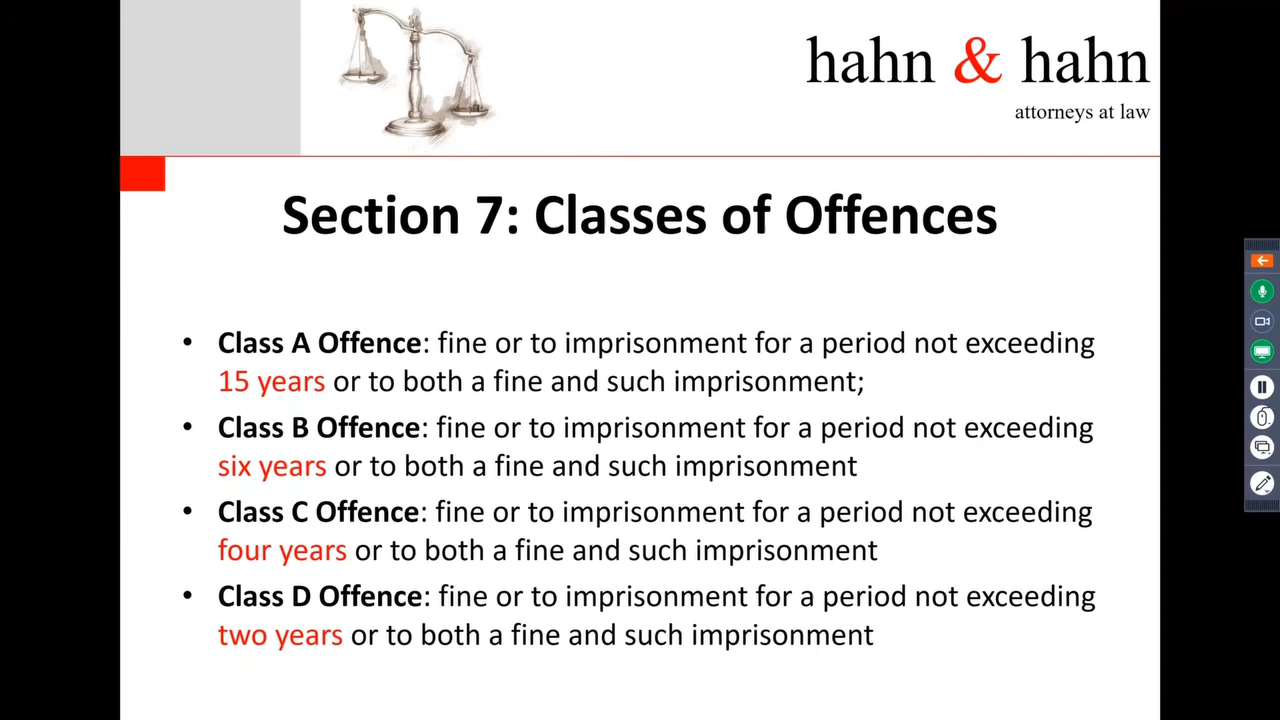 hahn & hahn
attorneys at law
Section 7: Classes of Offences
• Class A Offence: fine or to imprisonment for a period not exceeding
15 years or to both a fine and such imprisonment;
• Class B Offence: fine or to imprisonment for a period not exceeding
six years or to both a fine and such imprisonment
• Class C Offence: fine or to imprisonment for a period not exceeding
four years or to both a fine and such imprisonment
• Class D Offence: fine or to imprisonment for a period not exceeding
two years or to both a fine and such imprisonment